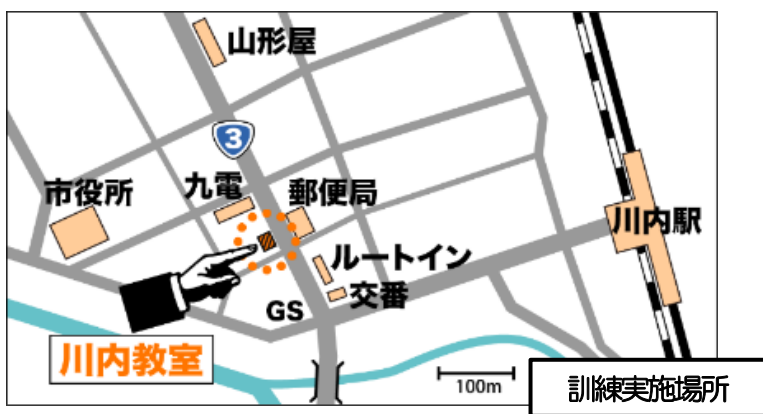 山形屋
3
市役所
九電
郵便局
川内駅
ルートイン
交番
GS
川内教室
100m
訓練実施場所